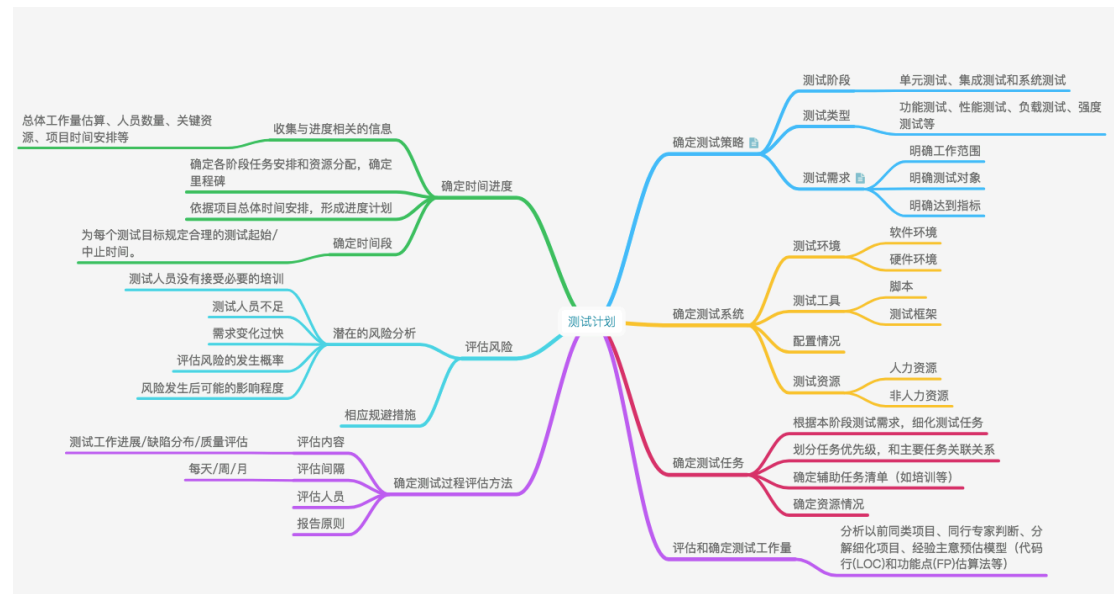 测试计划
确定测试策略
测试阶段
单元测试、集成测试和系统测试
测试类型
功能测试、性能测试、负载测试、强度
测试等
测试需求
明确工作范围
明确测试对象
明确达到指标
确定测试系统
测试环境
软件环境
硬件环境
测试工具
脚本
测试框架
配置情况
测试资源
人力资源
非人力资源
确定测试任务
根据本阶段测试需求，细化测试任务
划分任务优先级，和主要任务关联关系
确定辅助任务清单（如培训等）
确定资源情况
评估和确定测试工作量
分析以前同类项目、同行专家判断、分
解细化项目、经验主意预估模型（代码
行(LOC)和功能点(FP)估算法等）
确定时间进度
收集与进度相关的信息
总体工作量估算、人员数量、关键资
源、项目时间安排等
确定各阶段任务安排和资源分配，确定
里程碑
依据项目总体时间安排，形成进度计划
确定时间段
为每个测试目标规定合理的测试起始/
中止时间。
评估风险
潜在的风险分析
测试人员没有接受必要的培训
测试人员不足
需求变化过快
评估风险的发生概率
风险发生后可能的影响程度
相应规避措施
确定测试过程评估方法
评估内容
测试工作进展/缺陷分布/质量评估
评估间隔
每天/周/月
评估人员
报告原则